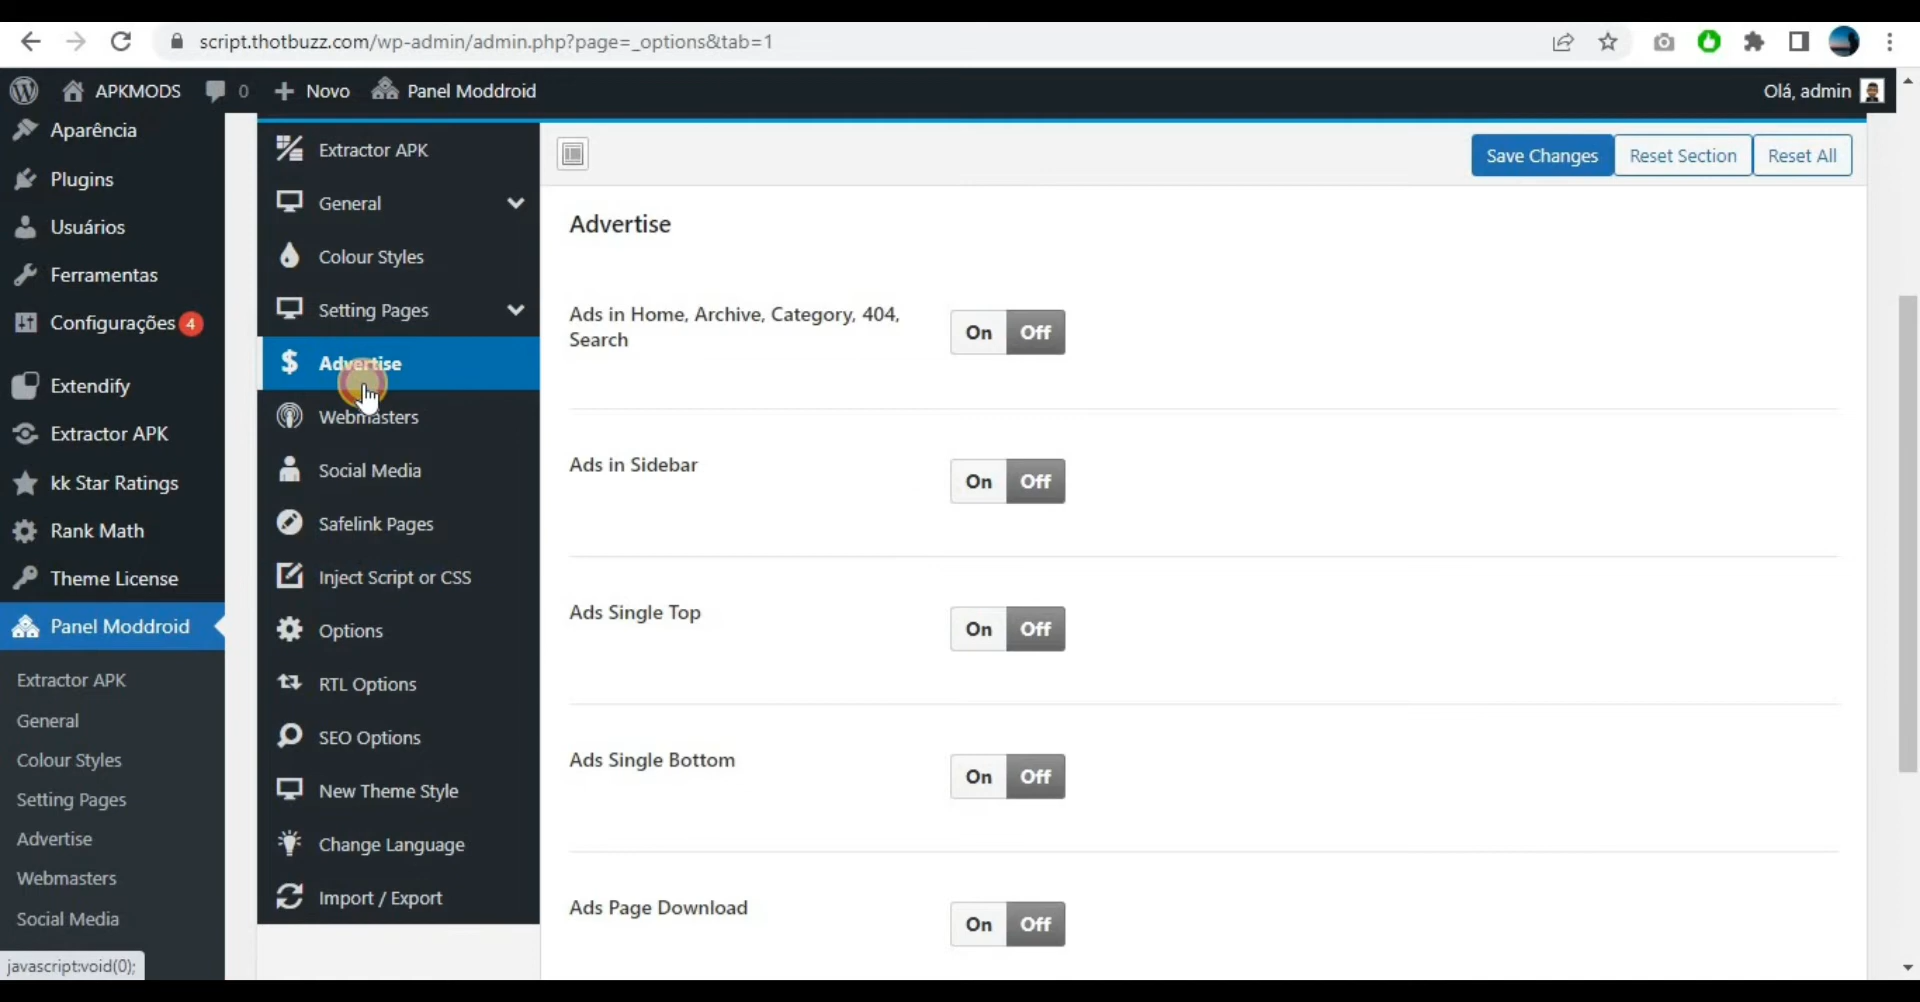 script.thotbuzz.com/wp-admin/admin.php?page=_options&tab=1
APKMODS 0 Novo Panel Moddroid Olá, admin
Aparência
Plugins
Usuários
Ferramentas
Configurações 4
Extendify
Extractor APK
kk Star Ratings
Rank Math
Theme License
Panel Moddroid
Extractor APK
General
Colour Styles
Setting Pages
Advertise
Webmasters
Social Media
javascript:void(0);
Extractor APK
General
Colour Styles
Setting Pages
Advertise
Webmasters
Social Media
Safelink Pages
Inject Script or CSS
Options
RTL Options
SEO Options
New Theme Style
Change Language
Import / Export
Save Changes Reset Section Reset All
Advertise
Ads in Home, Archive, Category, 404,
Search
On Off
Ads in Sidebar
On Off
Ads Single Top
On Off
Ads Single Bottom
On Off
Ads Page Download
On Off